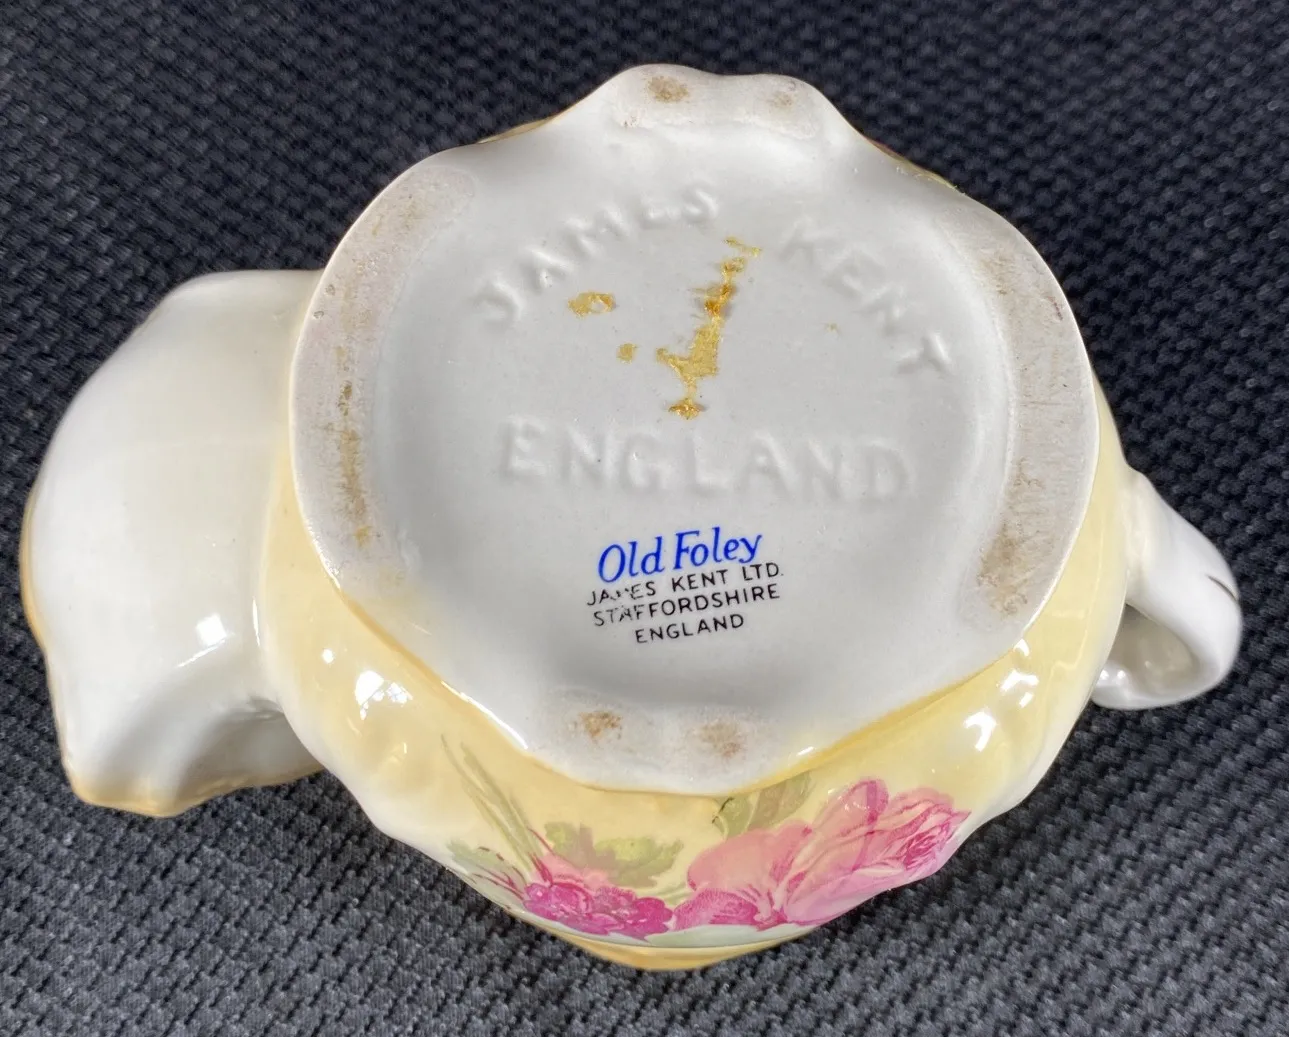 JAMES KENT
ENGLAND
Old Foley
JAMES KENT LTD.
STAFFORDSHIRE
ENGLAND